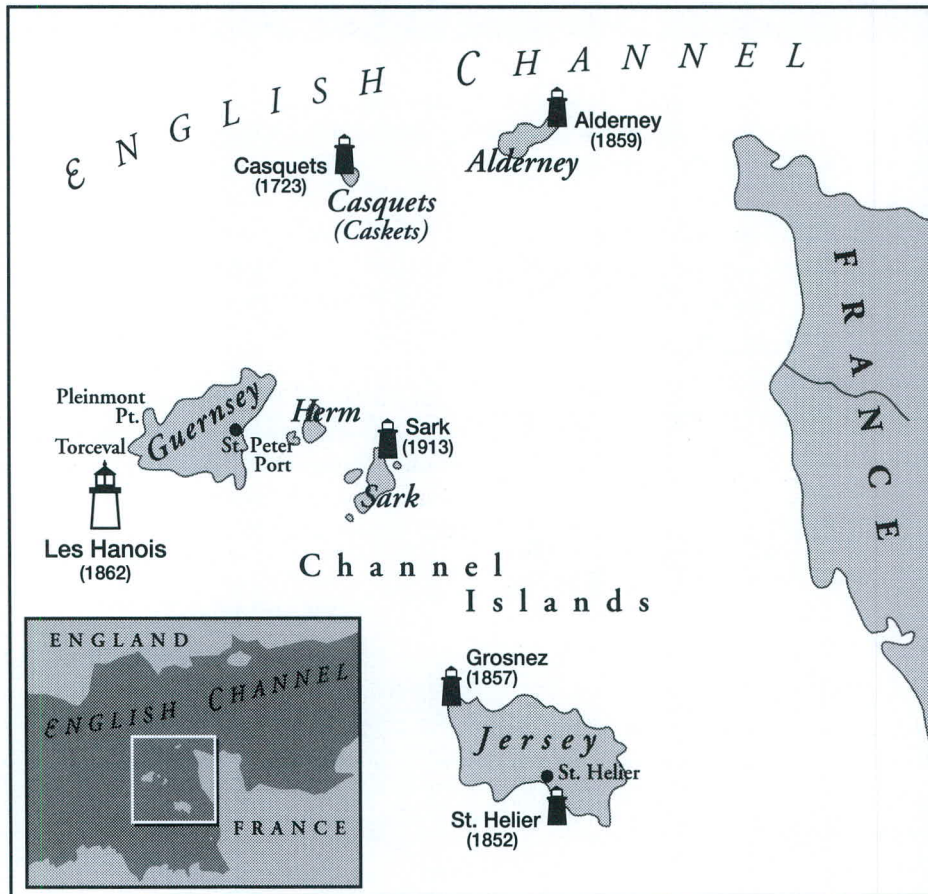 ENGLISH CHANNEL
Alderney
(1859)
Alderney
Casquets
(1723)
Casquets
(Caskets)
FRANCE
Pleinmont
Pt.
Torceval
Guernsey
St. Peter
Port
Herm
Sark
(1913)
Sark
Les Hanois
(1862)
Channel
Islands
Grosnez
(1857)
Jersey
St. Helier
St. Helier
(1852)
ENGLAND
ENGLISH CHANNEL
FRANCE